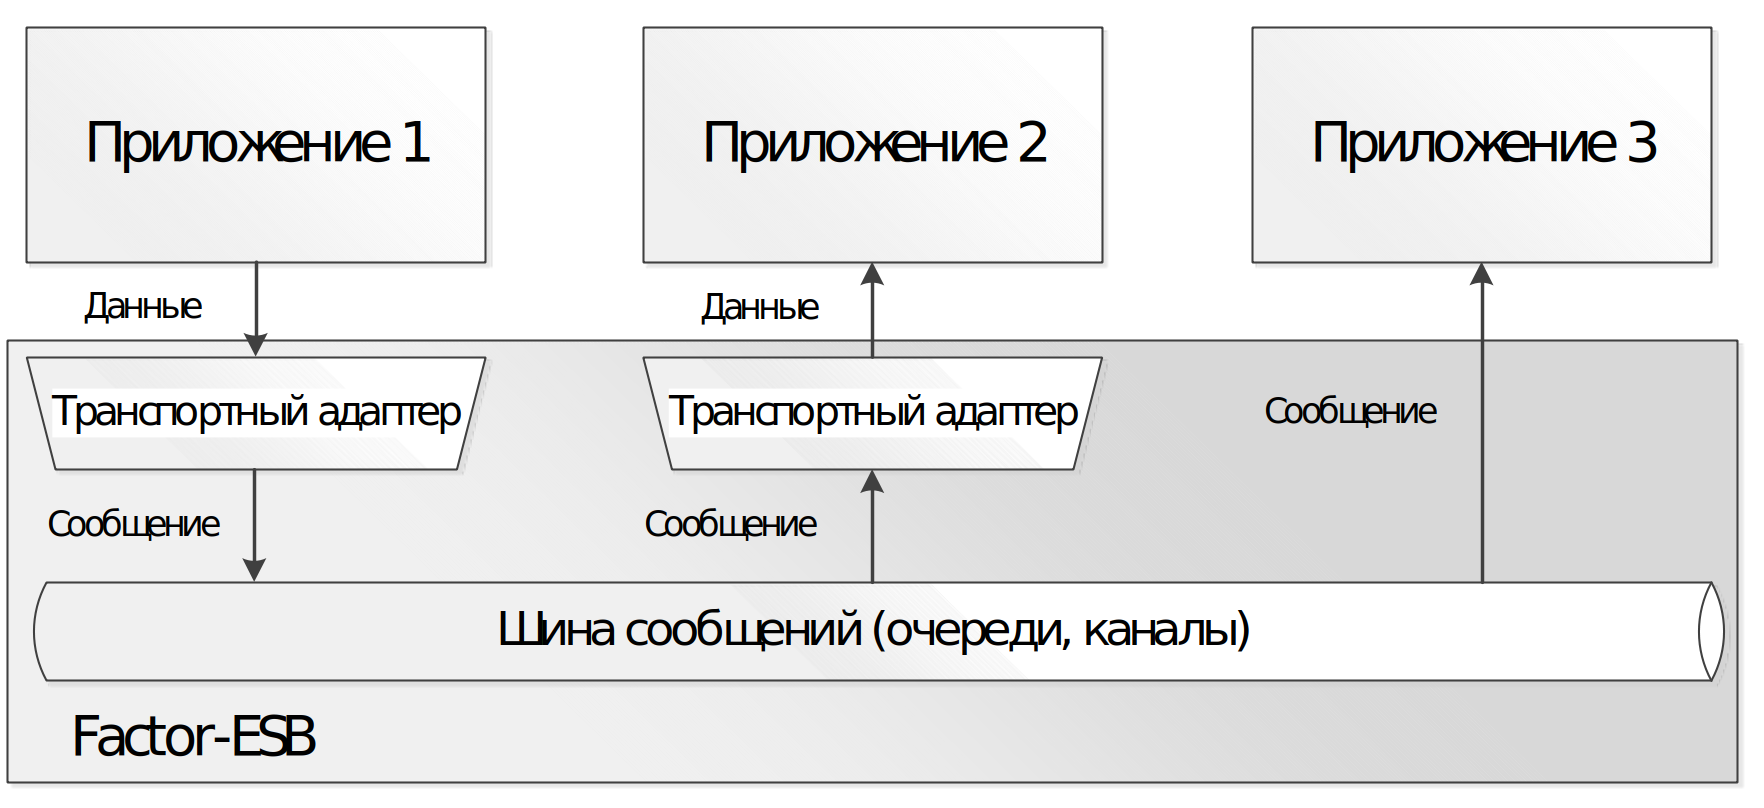 Приложение 1
Приложение 2
Приложение 3
Данные
Данные
Транспортный адаптер
Транспортный адаптер
Сообщение
Сообщение
Сообщение
Шина сообщений (очереди, каналы)
Factor-ESB